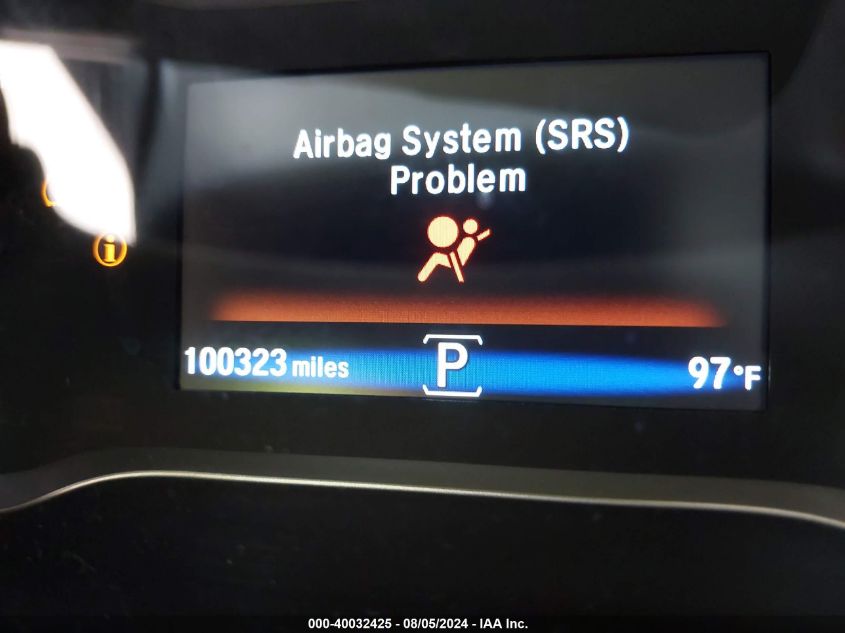 Airbag System (SRS)
Problem
i
100323 miles P 97°F
000-40032425 - 08/05/2024 - IAA Inc.